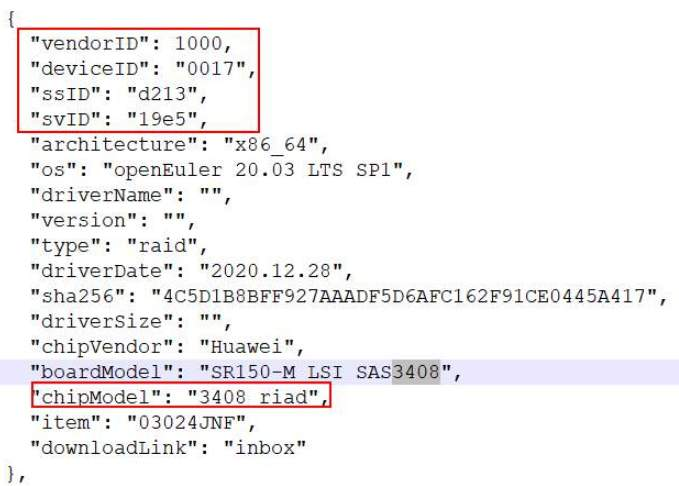 {
"vendorID": 1000,
"deviceID": "0017",
"ssID": "d213",
"svID": "19e5",
"architecture": "x86_64",
"os": "openEuler 20.03 LTS SP1",
"driverName": "",
"version": "",
"type": "raid",
"driverDate": "2020.12.28",
"sha256": "4C5D1B8BFF927AAADF5D6AFC162F91CE0445A417",
"driverSize": "",
"chipVendor": "Huawei",
"boardModel": "SR150-M LSI SAS3408",
"chipModel": "3408 riad",
"item": "03024JNF",
"downloadLink": "inbox"
},